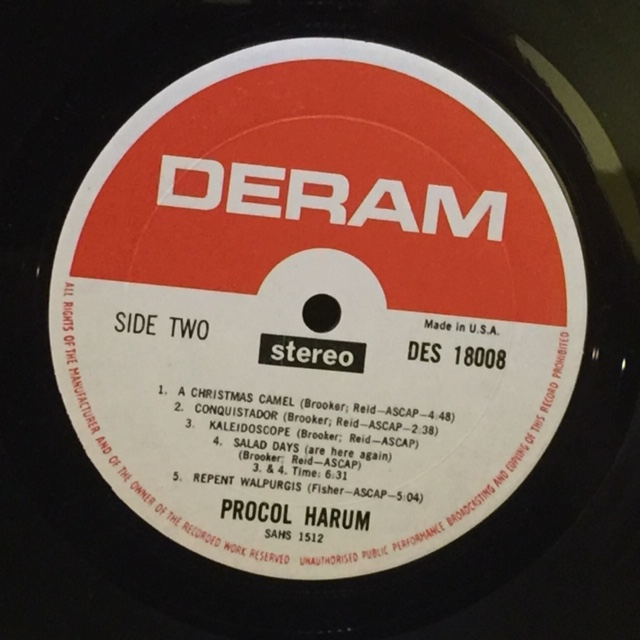 DERAM
SIDE TWO
stereo
Made in U.S.A.
DES 18008
1. A CHRISTMAS CAMEL (Brooker; Reid—ASCAP—4:48)
2. CONQUISTADOR (Brooker; Reid—ASCAP—2:38)
3. KALEIDOSCOPE (Brooker; Reid—ASCAP)
4. SALAD DAYS (are here again)
(Brooker; Reid—ASCAP)
3. & 4. Time: 6:31
5. REPENT WALPURGIS (Fisher—ASCAP—5:04)
PROCOL HARUM
SAHS 1512
ALL RIGHTS OF THE MANUFACTURER AND OF THE OWNER OF THE RECORDED WORK RESERVED · UNAUTHORISED PUBLIC PERFORMANCE BROADCASTING AND COPYING OF THIS RECORD PROHIBITED